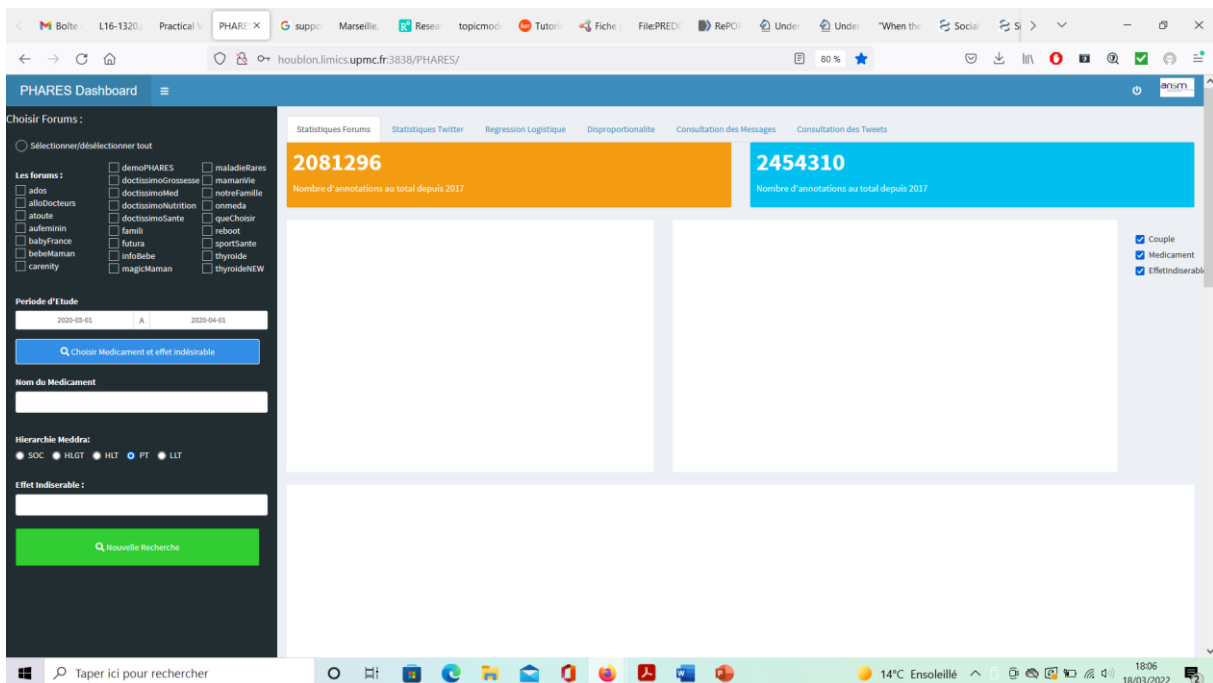 Boîte
L16-1320.
Practical V
PHARES
suppo
Marseille,
Resea
topicmod
Tutori
Fiche
File:PRED
RePO
Under
Under
"When the
Social
houblon.limics.upmc.fr:3838/PHARES/
80 %
PHARES Dashboard
ansm
Choisir Forums :
Sélectionner/désélectionner tout
Les forums :
ados
alloDocteurs
atoute
aufeminin
babyFrance
bebeMaman
carenity
demoPHARES
doctissimoGrossesse
doctissimoMed
doctissimoNutrition
doctissimoSante
famili
futura
infoBebe
magicMaman
maladieRares
mamanVie
notreFamille
onmeda
queChoisir
reboot
sportSante
thyroide
thyroideNEW
Periode d'Etude
2020-03-01 A 2020-04-01
Choisir Medicament et effet indésirable
Nom du Medicament
Hierarchie Meddra:
SOC HLGT HLT PT LLT
Effet Indiserable :
Nouvelle Recherche
Statistiques Forums Statistiques Twitter Regression Logistique Disproportionalite Consultation des Messages Consultation des Tweets
2081296
Nombre d'annotations au total depuis 2017
2454310
Nombre d'annotations au total depuis 2017
Couple
Medicament
EffetIndiserable
Taper ici pour rechercher
14°C Ensoleillé
18:06
18/03/2022